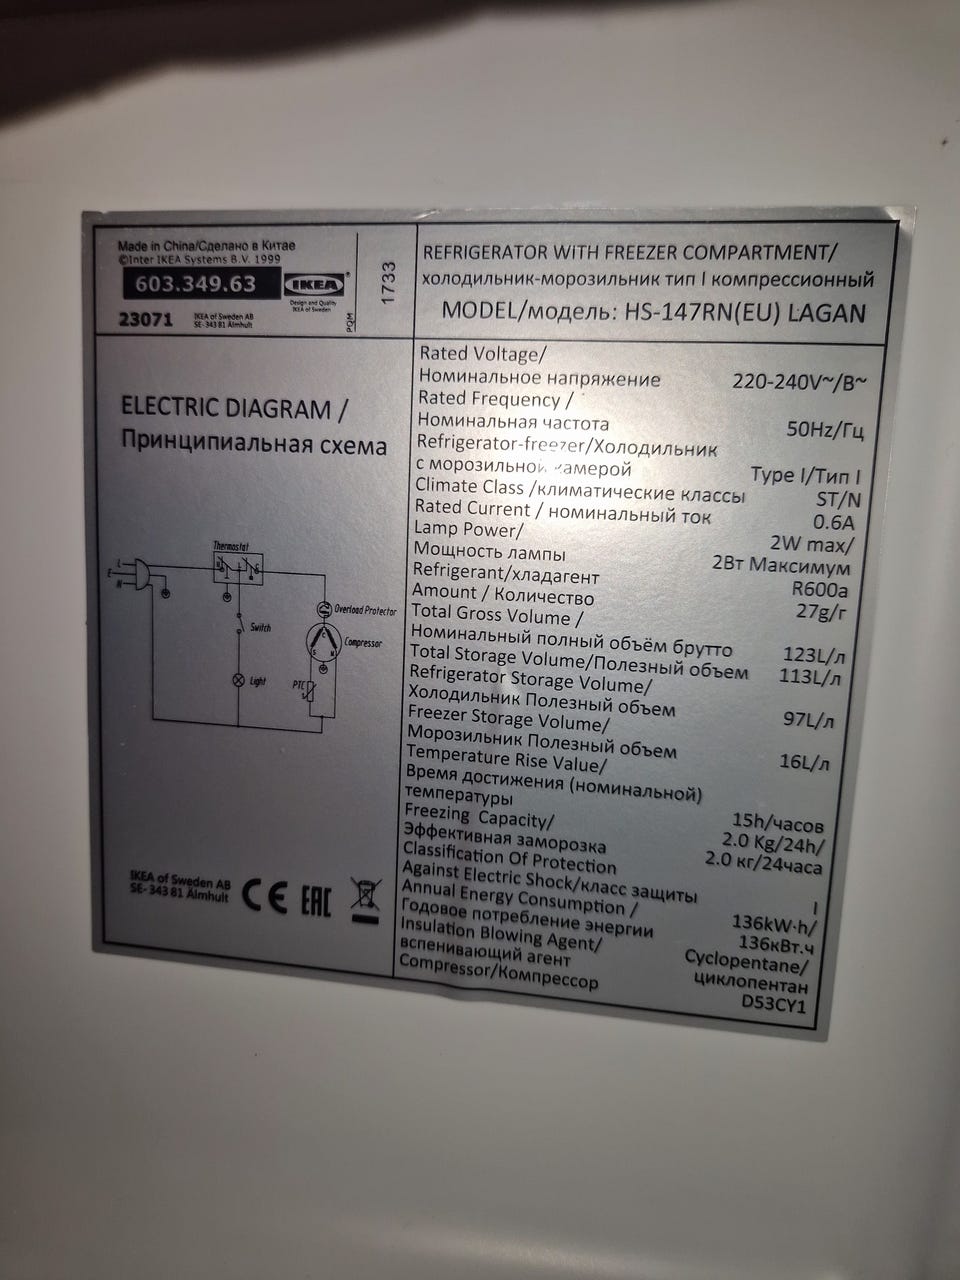 Made in China/Сделано в Китае
©Inter IKEA Systems B.V. 1999
603.349.63
IKEA®
Design and Quality
IKEA of Sweden
23071
IKEA of Sweden AB
SE- 343 81 Älmhult
PQM
1733
REFRIGERATOR WITH FREEZER COMPARTMENT/
холодильник-морозильник тип I компрессионный
MODEL/модель: HS-147RN(EU) LAGAN
ELECTRIC DIAGRAM /
Принципиальная схема
Thermostat
L
E
N
Switch
Light
Overload Protector
Compressor
C
S
M
PTC
IKEA of Sweden AB
SE- 343 81 Älmhult
CE EAC
Rated Voltage/
Номинальное напряжение 220-240V~/В~
Rated Frequency /
Номинальная частота 50Hz/Гц
Refrigerator-freezer/Холодильник
с морозильной камерой Type I/Тип I
Climate Class /климатические классы ST/N
Rated Current / номинальный ток 0.6A
Lamp Power/ 2W max/
Мощность лампы 2Вт Максимум
Refrigerant/хладагент R600a
Amount / Количество 27g/г
Total Gross Volume /
Номинальный полный объём брутто 123L/л
Total Storage Volume/Полезный объем 113L/л
Refrigerator Storage Volume/
Холодильник Полезный объем 97L/л
Freezer Storage Volume/
Морозильник Полезный объем 16L/л
Temperature Rise Value/
Время достижения (номинальной)
температуры 15h/часов
Freezing Capacity/ 2.0 Kg/24h/
Эффективная заморозка 2.0 кг/24часа
Classification Of Protection
Against Electric Shock/класс защиты I
Annual Energy Consumption / 136kW·h/
Годовое потребление энергии 136кВт.ч
Insulation Blowing Agent/ Cyclopentane/
вспенивающий агент циклопентан
Compressor/Компрессор D53CY1